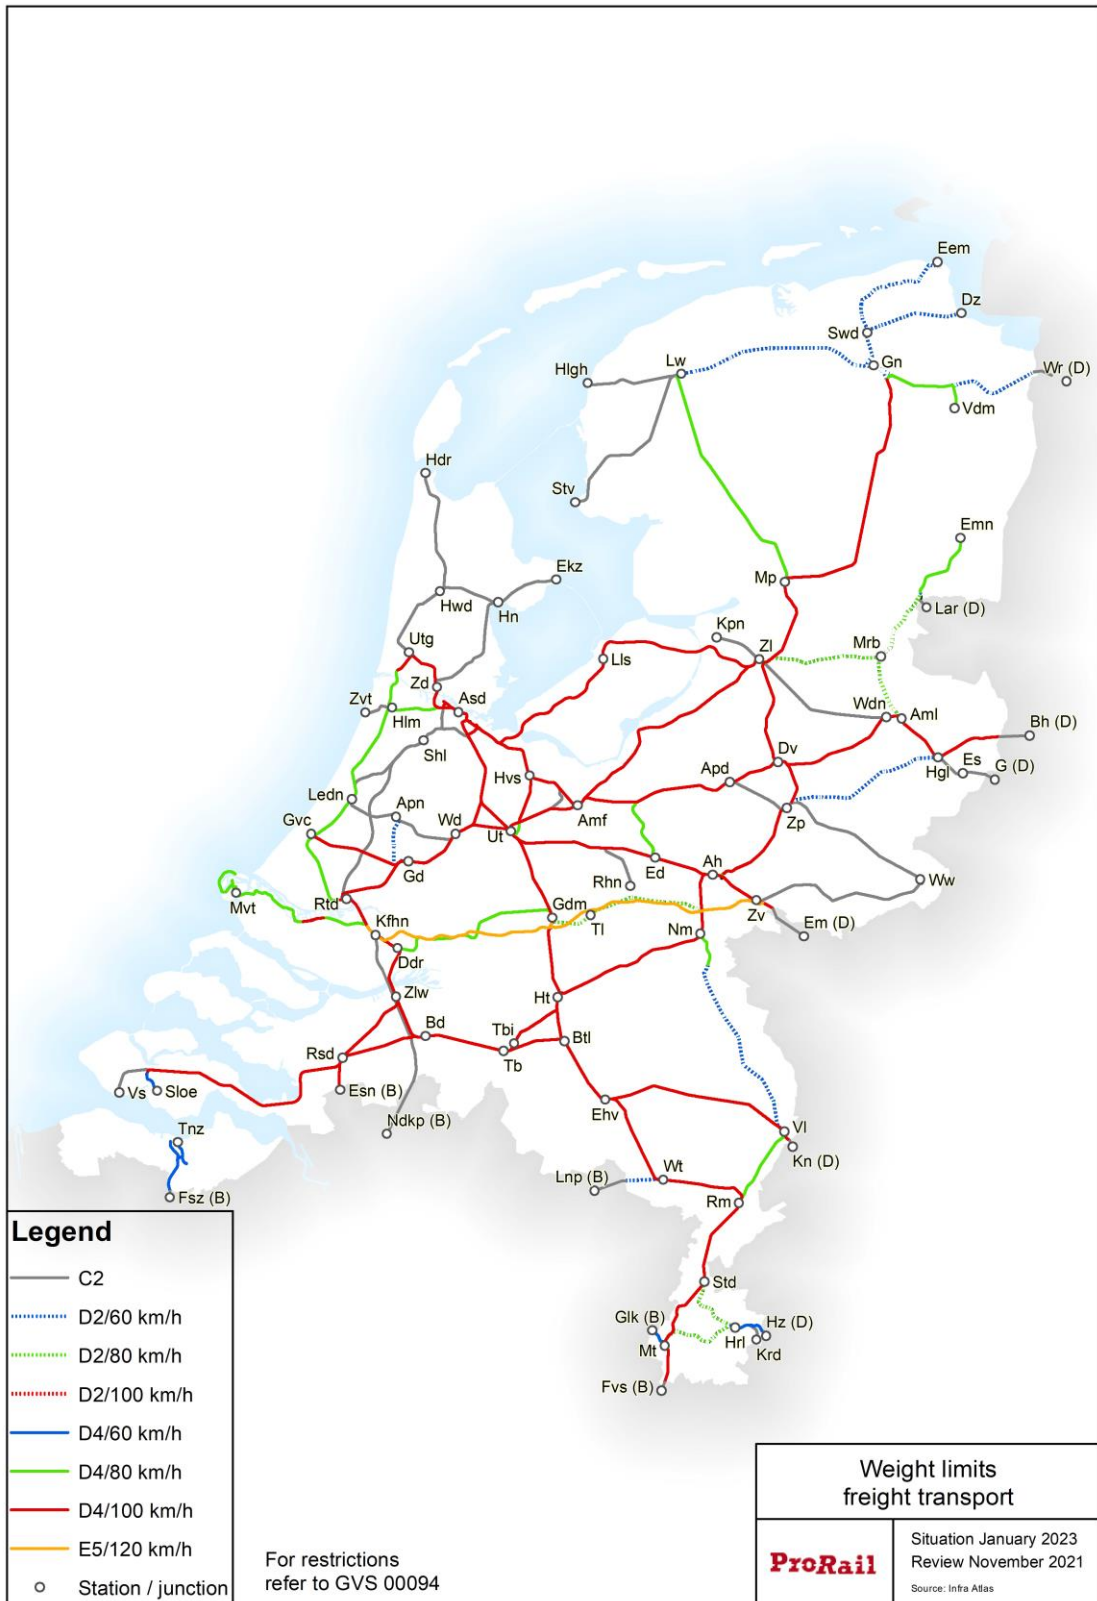 Eem
Dz
Swd
Gn
Lw
Hlgh
Wr (D)
Vdm
Hdr
Stv
Emn
Ekz
Mp
Hwd
Hn
Lar (D)
Kpn
Utg
Zl
Mrb
Lls
Zd
Zvt
Asd
Hlm
Wdn
Aml
Bh (D)
Shl
Dv
Es
Hvs
Apd
Hgl
G (D)
Ledn
Apn
Gvc
Wd
Ut
Amf
Zp
Gd
Ed
Ah
Rhn
Ww
Mvt
Rtd
Zv
Gdm
Tl
Kfhn
Nm
Em (D)
Ddr
Zlw
Ht
Bd
Tbi
Btl
Rsd
Tb
Vs
Sloe
Esn (B)
Ehv
Ndkp (B)
Tnz
Vl
Kn (D)
Lnp (B)
Wt
Fsz (B)
Rm
Std
Glk (B)
Hz (D)
Mt
Hrl
Krd
Fvs (B)
Legend
C2
D2/60 km/h
D2/80 km/h
D2/100 km/h
D4/60 km/h
D4/80 km/h
D4/100 km/h
E5/120 km/h
Station / junction
For restrictions
refer to GVS 00094
Weight limits
freight transport
ProRail
Situation January 2023
Review November 2021
Source: Infra Atlas